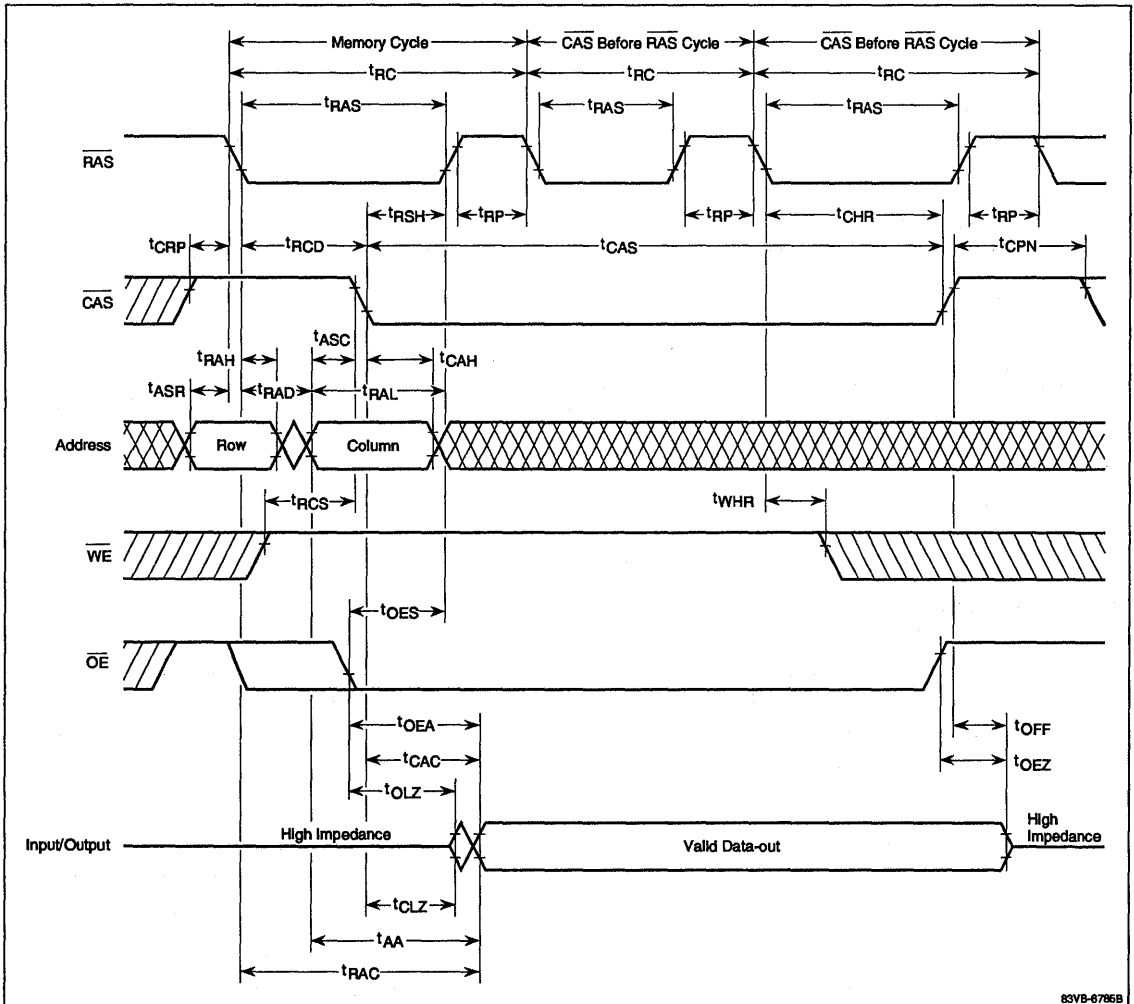 Memory Cycle CAS Before RAS Cycle CAS Before RAS Cycle
tRC tRC tRC
tRAS tRAS tRAS
RAS
tRSH tRP tRP tCHR tRP
tCRP tRCD tCAS tCPN
CAS
tASC
tRAH tCAH
tASR tRAD tRAL
Address Row Column
tRCS tWHR
WE
tOES
OE
tOEA tOFF
tCAC tOEZ
tOLZ
High Impedance High
Impedance
Input/Output Valid Data-out
tCLZ
tAA
tRAC
83VB-6785B